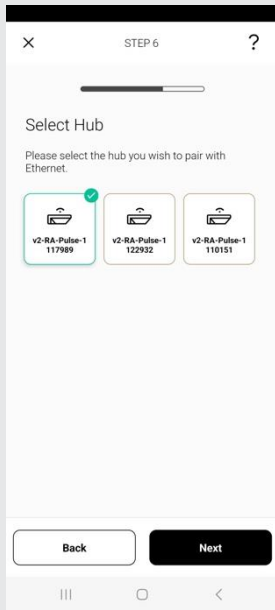 STEP 6
?
Select Hub
Please select the hub you wish to pair with
Ethernet.
v2-RA-Pulse-1
117989
v2-RA-Pulse-1
122932
v2-RA-Pulse-1
110151
Back
Next